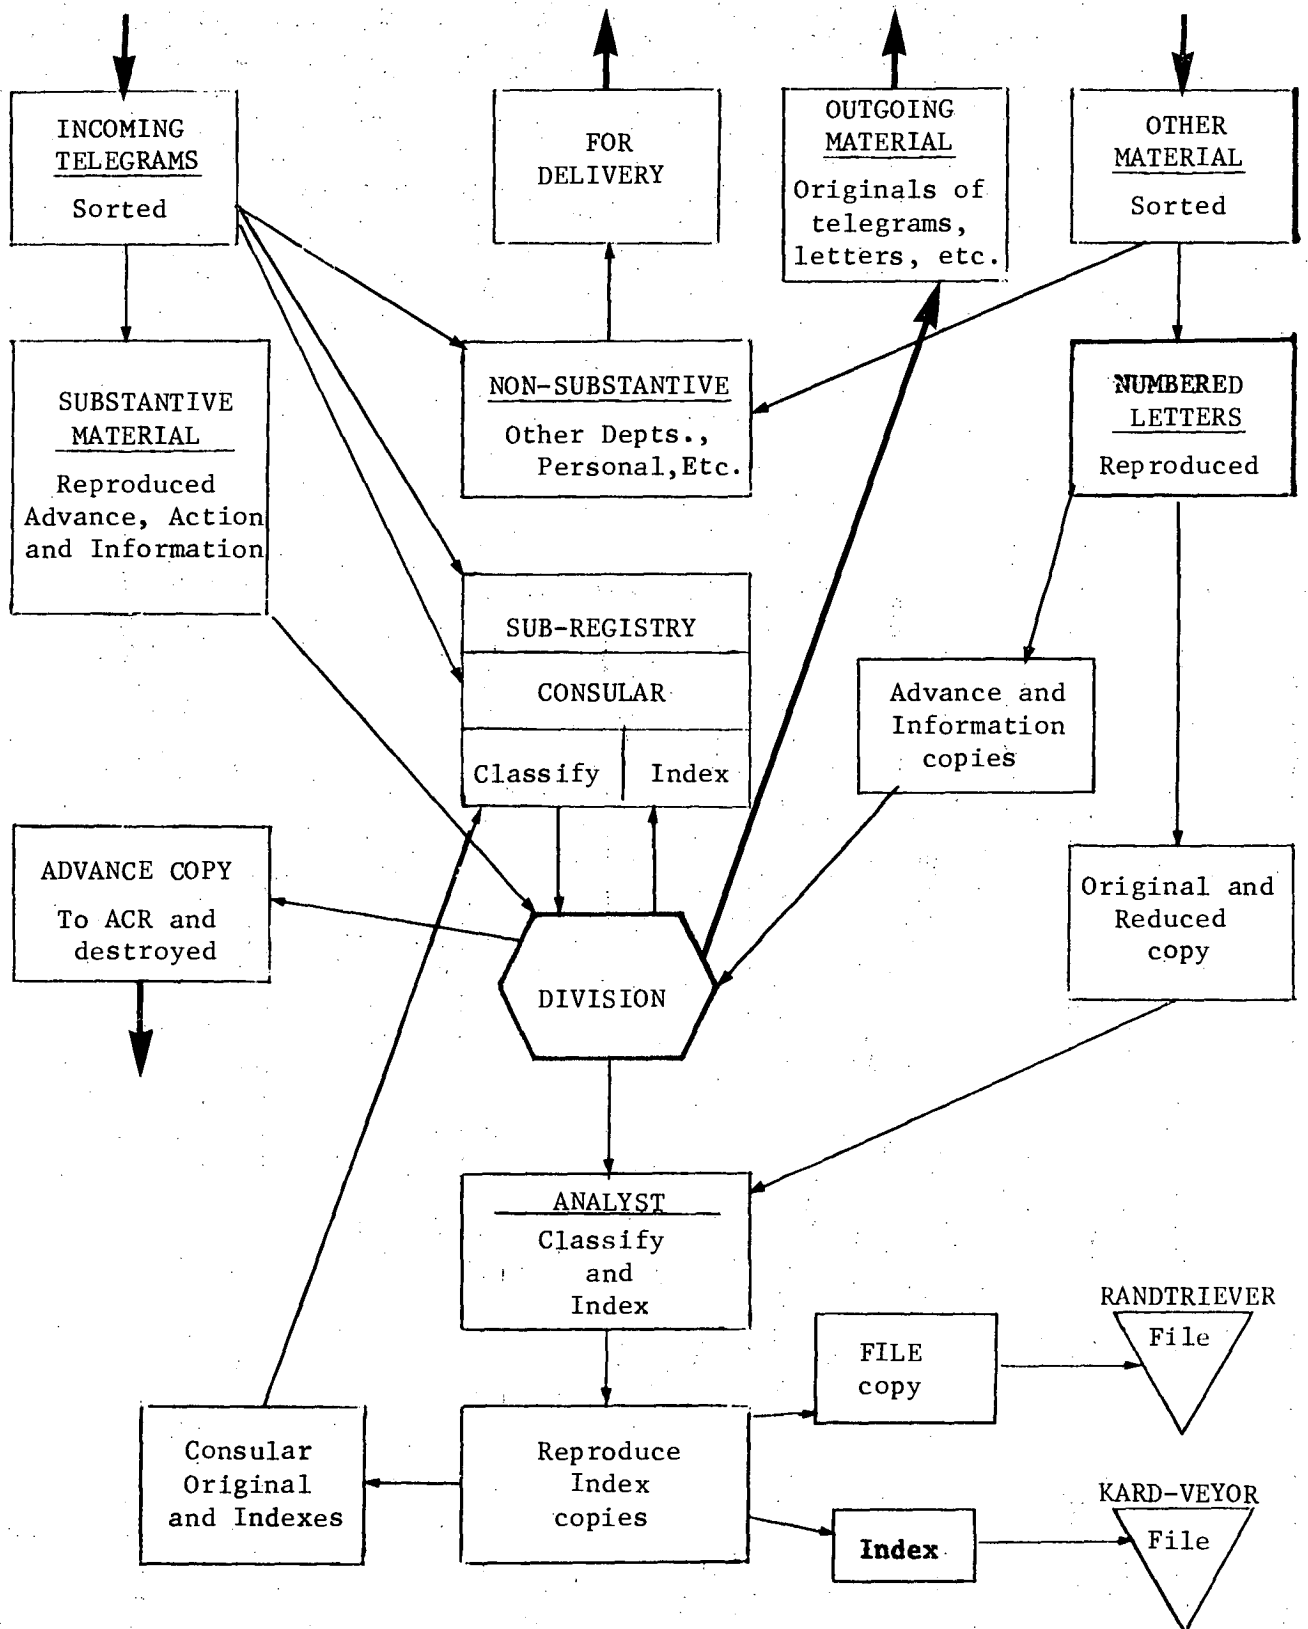 INCOMING
TELEGRAMS
Sorted
FOR
DELIVERY
OUTGOING
MATERIAL
Originals of
telegrams,
letters, etc.
OTHER
MATERIAL
Sorted
SUBSTANTIVE
MATERIAL
Reproduced
Advance, Action
and Information
NON-SUBSTANTIVE
Other Depts.,
Personal,Etc.
NUMBERED
LETTERS
Reproduced
SUB-REGISTRY
CONSULAR
Classify
Index
Advance and
Information
copies
ADVANCE COPY
To ACR and
destroyed
DIVISION
Original and
Reduced
copy
ANALYST
Classify
and
Index
Consular
Original
and Indexes
Reproduce
Index
copies
FILE
copy
RANDTRIEVER
File
Index
KARD-VEYOR
File